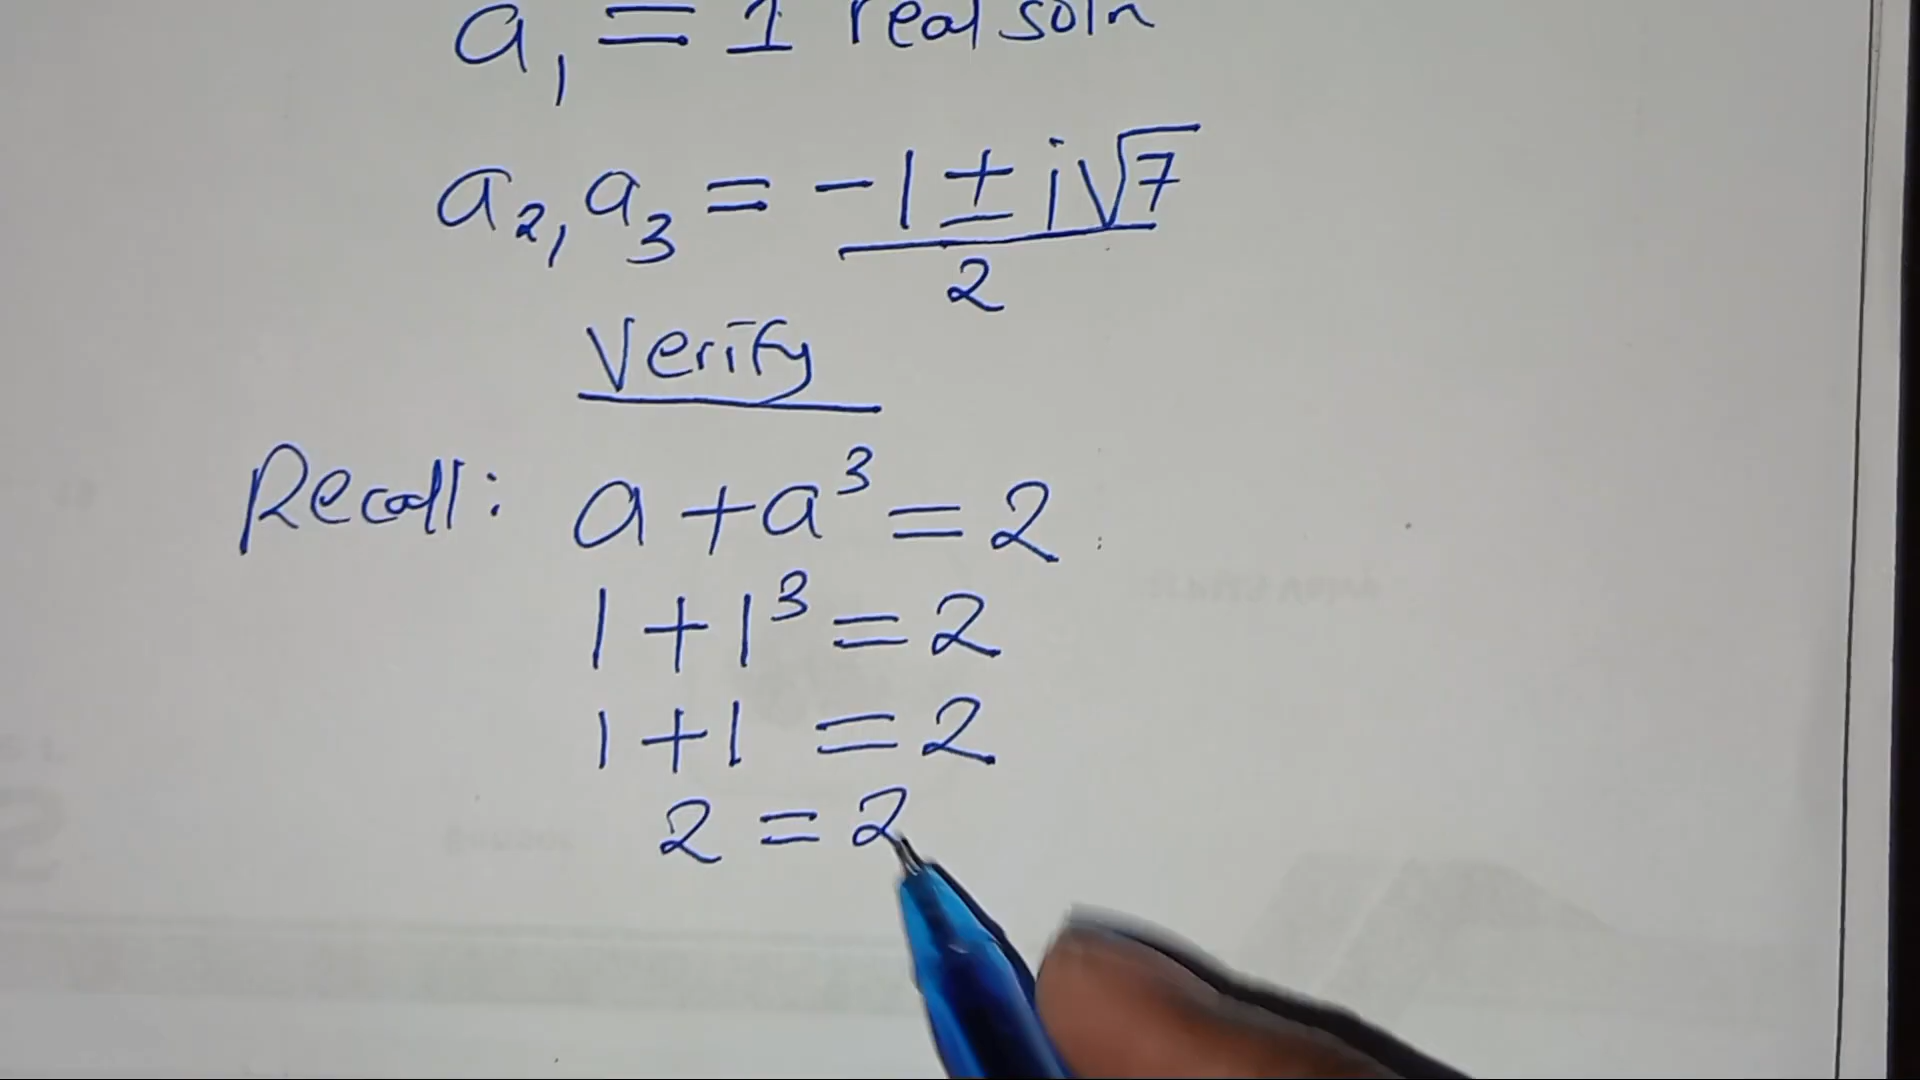 a₁ = 1 real soln
a₂, a₃ = -1 ± i√7
2
Verify
Recall: a + a³ = 2
1 + 1³ = 2
1 + 1 = 2
2 = 2